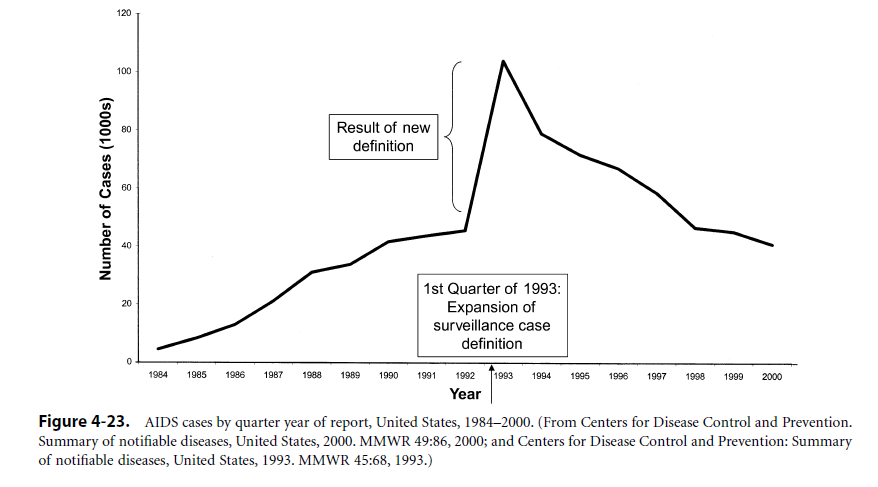 120
100
80
60
40
20
0
Number of Cases (1000s)
Result of new
definition
1st Quarter of 1993:
Expansion of
surveillance case
definition
1984 1985 1986 1987 1988 1989 1990 1991 1992 1993 1994 1995 1996 1997 1998 1999 2000
Year
Figure 4-23. AIDS cases by quarter year of report, United States, 1984–2000. (From Centers for Disease Control and Prevention.
Summary of notifiable diseases, United States, 2000. MMWR 49:86, 2000; and Centers for Disease Control and Prevention: Summary
of notifiable diseases, United States, 1993. MMWR 45:68, 1993.)